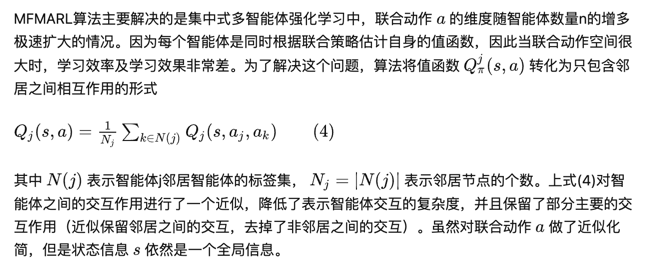 MFMARL算法主要解决的是集中式多智能体强化学习中，联合动作 a 的维度随智能体数量n的增多
极速扩大的情况。因为每个智能体是同时根据联合策略估计自身的值函数，因此当联合动作空间很
大时，学习效率及学习效果非常差。为了解决这个问题，算法将值函数 Q_π^j(s, a) 转化为只包含邻
居之间相互作用的形式
Q_j(s, a) = \frac{1}{N_j} ∑_{k∈N(j)} Q_j(s, a_j, a_k)  (4)
其中 N(j) 表示智能体j邻居智能体的标签集， N_j = |N(j)| 表示邻居节点的个数。上式(4)对智
能体之间的交互作用进行了一个近似，降低了表示智能体交互的复杂度，并且保留了部分主要的交
互作用（近似保留邻居之间的交互，去掉了非邻居之间的交互）。虽然对联合动作 a 做了近似化
简，但是状态信息 s 依然是一个全局信息。